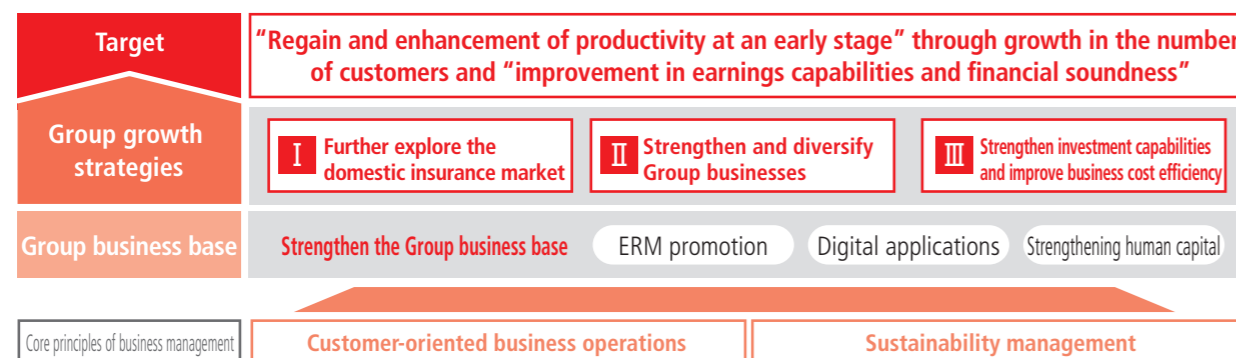 Target
“Regain and enhancement of productivity at an early stage” through growth in the number
of customers and “improvement in earnings capabilities and financial soundness”
Group growth
strategies
Ⅰ Further explore the
domestic insurance market
Ⅱ Strengthen and diversify
Group businesses
Ⅲ Strengthen investment capabilities
and improve business cost efficiency
Group business base
Strengthen the Group business base
ERM promotion
Digital applications
Strengthening human capital
Core principles of business management
Customer-oriented business operations
Sustainability management